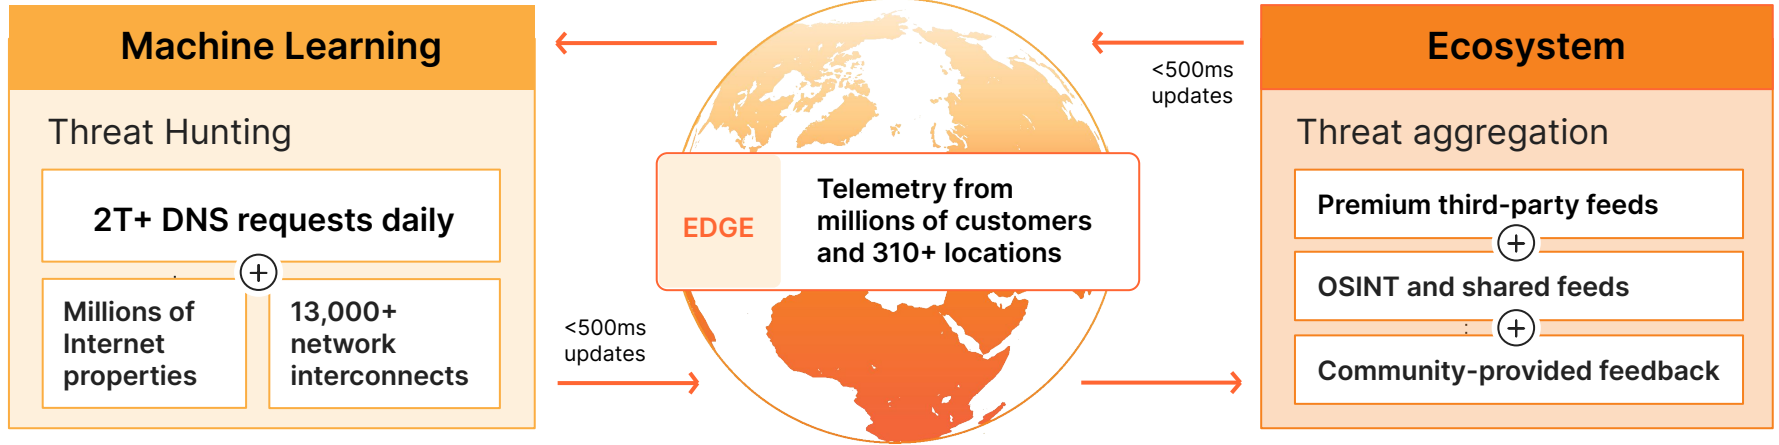 Machine Learning
Threat Hunting
2T+ DNS requests daily
Millions of
Internet
properties
13,000+
network
interconnects
<500ms
updates
EDGE
Telemetry from
millions of customers
and 310+ locations
<500ms
updates
Ecosystem
Threat aggregation
Premium third-party feeds
OSINT and shared feeds
Community-provided feedback